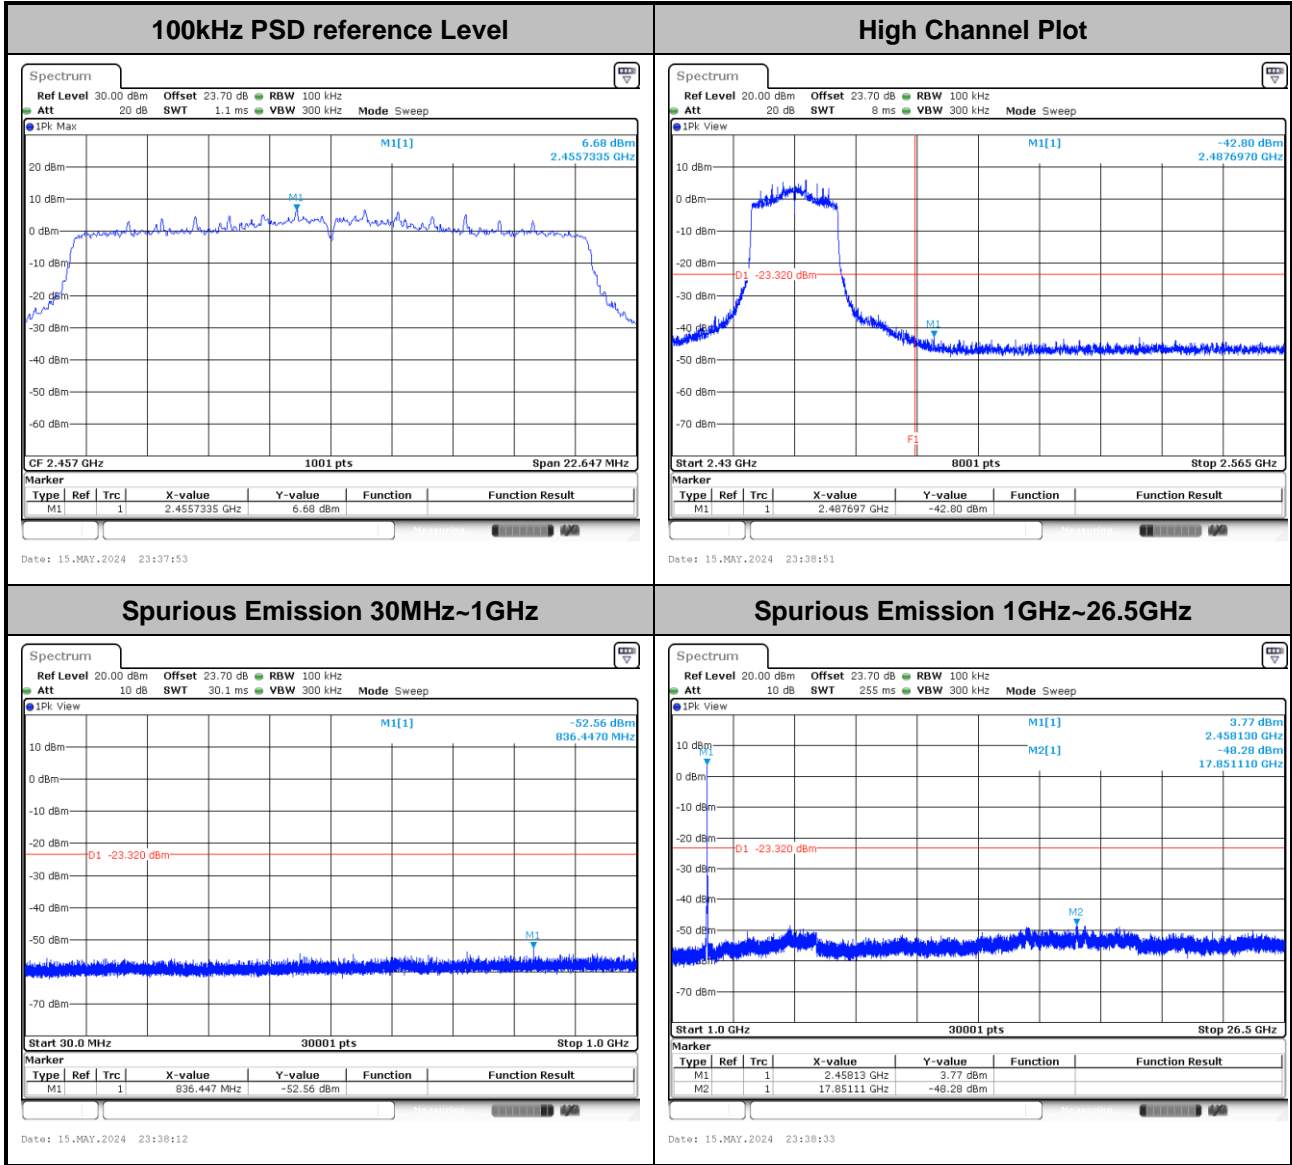 100kHz PSD reference Level
Spectrum
Ref Level 30.00 dBm Offset 23.70 dB RBW 100 kHz
Att 20 dB SWT 1.1 ms VBW 300 kHz Mode Sweep
1Pk Max
M1[1] 6.68 dBm
2.4557335 GHz
20 dBm
M1
10 dBm
0 dBm
-10 dBm
-20 dBm
-30 dBm
-40 dBm
-50 dBm
-60 dBm
CF 2.457 GHz 1001 pts Span 22.647 MHz
Marker
Type Ref Trc X-value Y-value Function Function Result
M1 1 2.4557335 GHz 6.68 dBm
Date: 15.MAY.2024 23:37:53
High Channel Plot
Spectrum
Ref Level 20.00 dBm Offset 23.70 dB RBW 100 kHz
Att 20 dB SWT 8 ms VBW 300 kHz Mode Sweep
1Pk View
M1[1] -42.80 dBm
2.4876970 GHz
10 dBm
0 dBm
-10 dBm
-20 dBm
D1 -23.320 dBm
-30 dBm
-40 dBm
M1
-50 dBm
-60 dBm
-70 dBm
F1
Start 2.43 GHz 8001 pts Stop 2.565 GHz
Marker
Type Ref Trc X-value Y-value Function Function Result
M1 1 2.487697 GHz -42.80 dBm
Date: 15.MAY.2024 23:38:51
Spurious Emission 30MHz~1GHz
Spectrum
Ref Level 20.00 dBm Offset 23.70 dB RBW 100 kHz
Att 10 dB SWT 30.1 ms VBW 300 kHz Mode Sweep
1Pk View
M1[1] -52.56 dBm
836.4470 MHz
10 dBm
0 dBm
-10 dBm
-20 dBm
D1 -23.320 dBm
-30 dBm
-40 dBm
-50 dBm
M1
-70 dBm
Start 30.0 MHz 30001 pts Stop 1.0 GHz
Marker
Type Ref Trc X-value Y-value Function Function Result
M1 1 836.447 MHz -52.56 dBm
Date: 15.MAY.2024 23:38:12
Spurious Emission 1GHz~26.5GHz
Spectrum
Ref Level 20.00 dBm Offset 23.70 dB RBW 100 kHz
Att 10 dB SWT 255 ms VBW 300 kHz Mode Sweep
1Pk View
M1[1] 3.77 dBm
2.458130 GHz
M2[1] -48.28 dBm
17.851110 GHz
10 dBm
M1
0 dBm
-10 dBm
-20 dBm
D1 -23.320 dBm
-30 dBm
-40 dBm
M2
-50 dBm
-70 dBm
Start 1.0 GHz 30001 pts Stop 26.5 GHz
Marker
Type Ref Trc X-value Y-value Function Function Result
M1 1 2.45813 GHz 3.77 dBm
M2 1 17.85111 GHz -48.28 dBm
Date: 15.MAY.2024 23:38:33